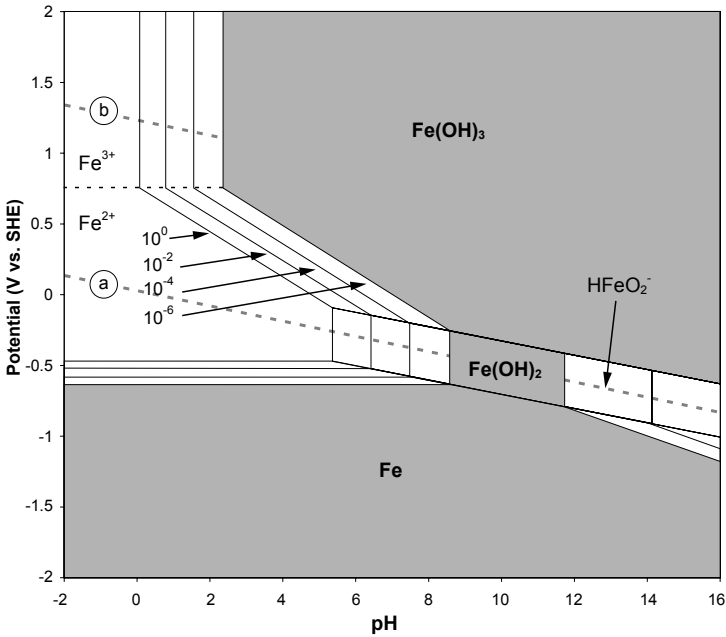 2
1.5
1
0.5
0
-0.5
-1
-1.5
-2
Potential (V vs. SHE)
b
Fe(OH)₃
Fe³⁺
Fe²⁺
10⁰
10⁻²
10⁻⁴
10⁻⁶
a
HFeO₂⁻
Fe(OH)₂
Fe
-2 0 2 4 6 8 10 12 14 16
pH